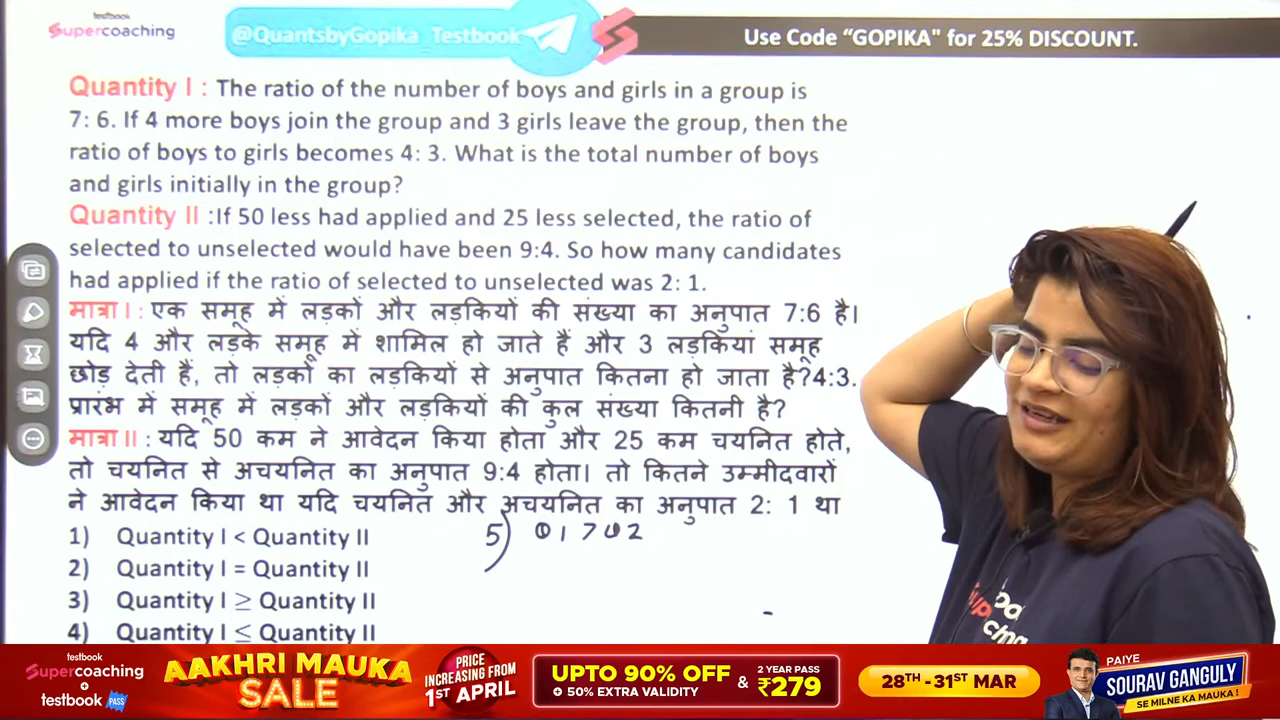 testbook
Supercoaching
@QuantsbyGopika_Testbook
Use Code “GOPIKA" for 25% DISCOUNT.
Quantity I : The ratio of the number of boys and girls in a group is
7: 6. If 4 more boys join the group and 3 girls leave the group, then the
ratio of boys to girls becomes 4: 3. What is the total number of boys
and girls initially in the group?
Quantity II :If 50 less had applied and 25 less selected, the ratio of
selected to unselected would have been 9:4. So how many candidates
had applied if the ratio of selected to unselected was 2: 1.
मात्रा I : एक समूह में लड़कों और लड़कियों की संख्या का अनुपात 7:6 है।
यदि 4 और लड़के समूह में शामिल हो जाते हैं और 3 लड़कियां समूह
छोड़ देती हैं, तो लड़कों का लड़कियों से अनुपात कितना हो जाता है?4:3.
प्रारंभ में समूह में लड़कों और लड़कियों की कुल संख्या कितनी है?
मात्रा II : यदि 50 कम ने आवेदन किया होता और 25 कम चयनित होते,
तो चयनित से अचयनित का अनुपात 9:4 होता। तो कितने उम्मीदवारों
ने आवेदन किया था यदि चयनित और अचयनित का अनुपात 2: 1 था
1) Quantity I < Quantity II
5) 01702
2) Quantity I = Quantity II
3) Quantity I ≥ Quantity II
4) Quantity I ≤ Quantity II
testbook
Supercoaching
+
testbook PASS
AAKHRI MAUKA
SALE
PRICE
INCREASING FROM
1ST APRIL
UPTO 90% OFF
+ 50% EXTRA VALIDITY
&
2 YEAR PASS
₹279
28TH - 31ST MAR
PAIYE
SOURAV GANGULY
SE MILNE KA MAUKA !